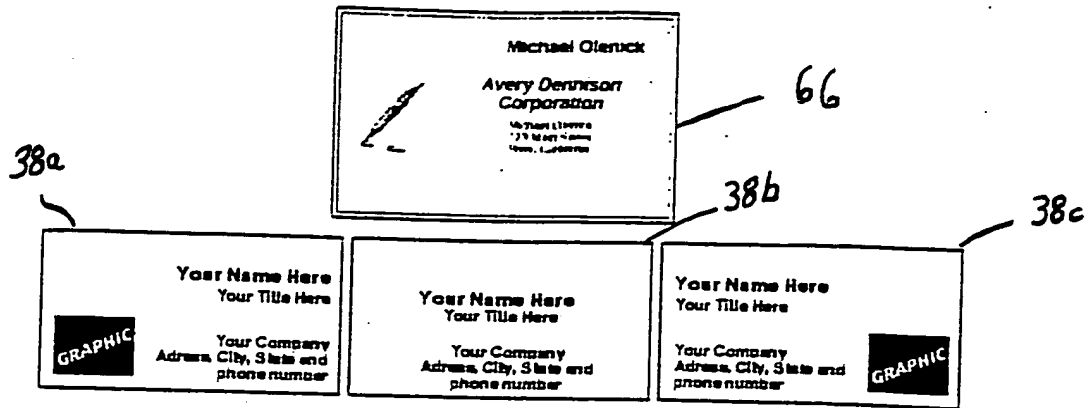 Michael Olenick
Avery Dennison
Corporation
66
38a
38b
38c
Your Name Here
Your Title Here
GRAPHIC
Your Company
Adress, City, State and
phone number
Your Name Here
Your Title Here
Your Company
Adress, City, State and
phone number
Your Name Here
Your Title Here
Your Company
Adress, City, State and
phone number
GRAPHIC